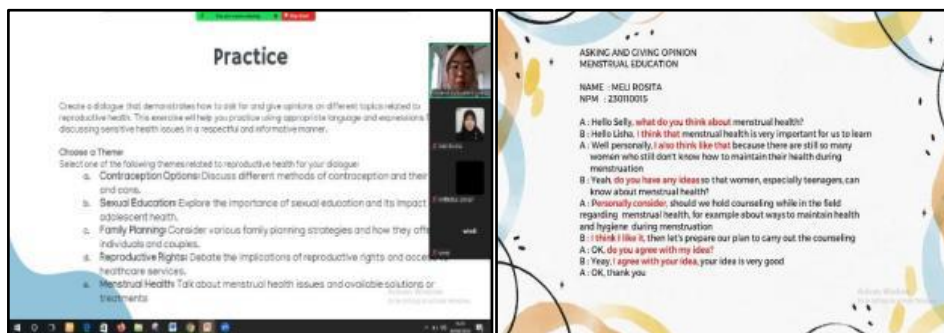 Practice
Create a dialogue that demonstrates how to ask for and give opinions on different topics related to
reproductive health. This exercise will help you practice using appropriate language and expressions
discussing sensitive health issues in a respectful and informative manner.
Choose a Theme
Select one of the following themes related to reproductive health for your dialogue:
a. Contraception Options: Discuss different methods of contraception and their
and cons.
b. Sexual Education: Explore the importance of sexual education and its impact
adolescent health.
c. Family Planning: Consider various family planning strategies and how they
individuals and couples.
d. Reproductive Rights: Debate the implications of reproductive rights and
healthcare services.
e. Menstrual Health: Talk about menstrual health issues and available solutions or
treatments
ASKING AND GIVING OPINION
MENSTRUAL EDUCATION
NAME : MELI ROSITA
NPM : 230110015
A : Hello Selly, what do you think about menstrual health?
B : Hello Lisha, I think that menstrual health is very important for us to learn
A : Well personally, I also think like that because there are still so many
women who still don't know how to maintain their health during
menstruation
B : Yeah, do you have any ideas so that women, especially teenagers, can
know about menstrual health?
A : Personally consider, should we hold counseling while in the field
regarding menstrual health, for example about ways to maintain health
and hygiene during menstruation
B : I think I like it, then let's prepare our plan to carry out the counseling
A : OK, do you agree with my idea?
B : Yeay, I agree with your idea, your idea is very good
A : OK, thank you